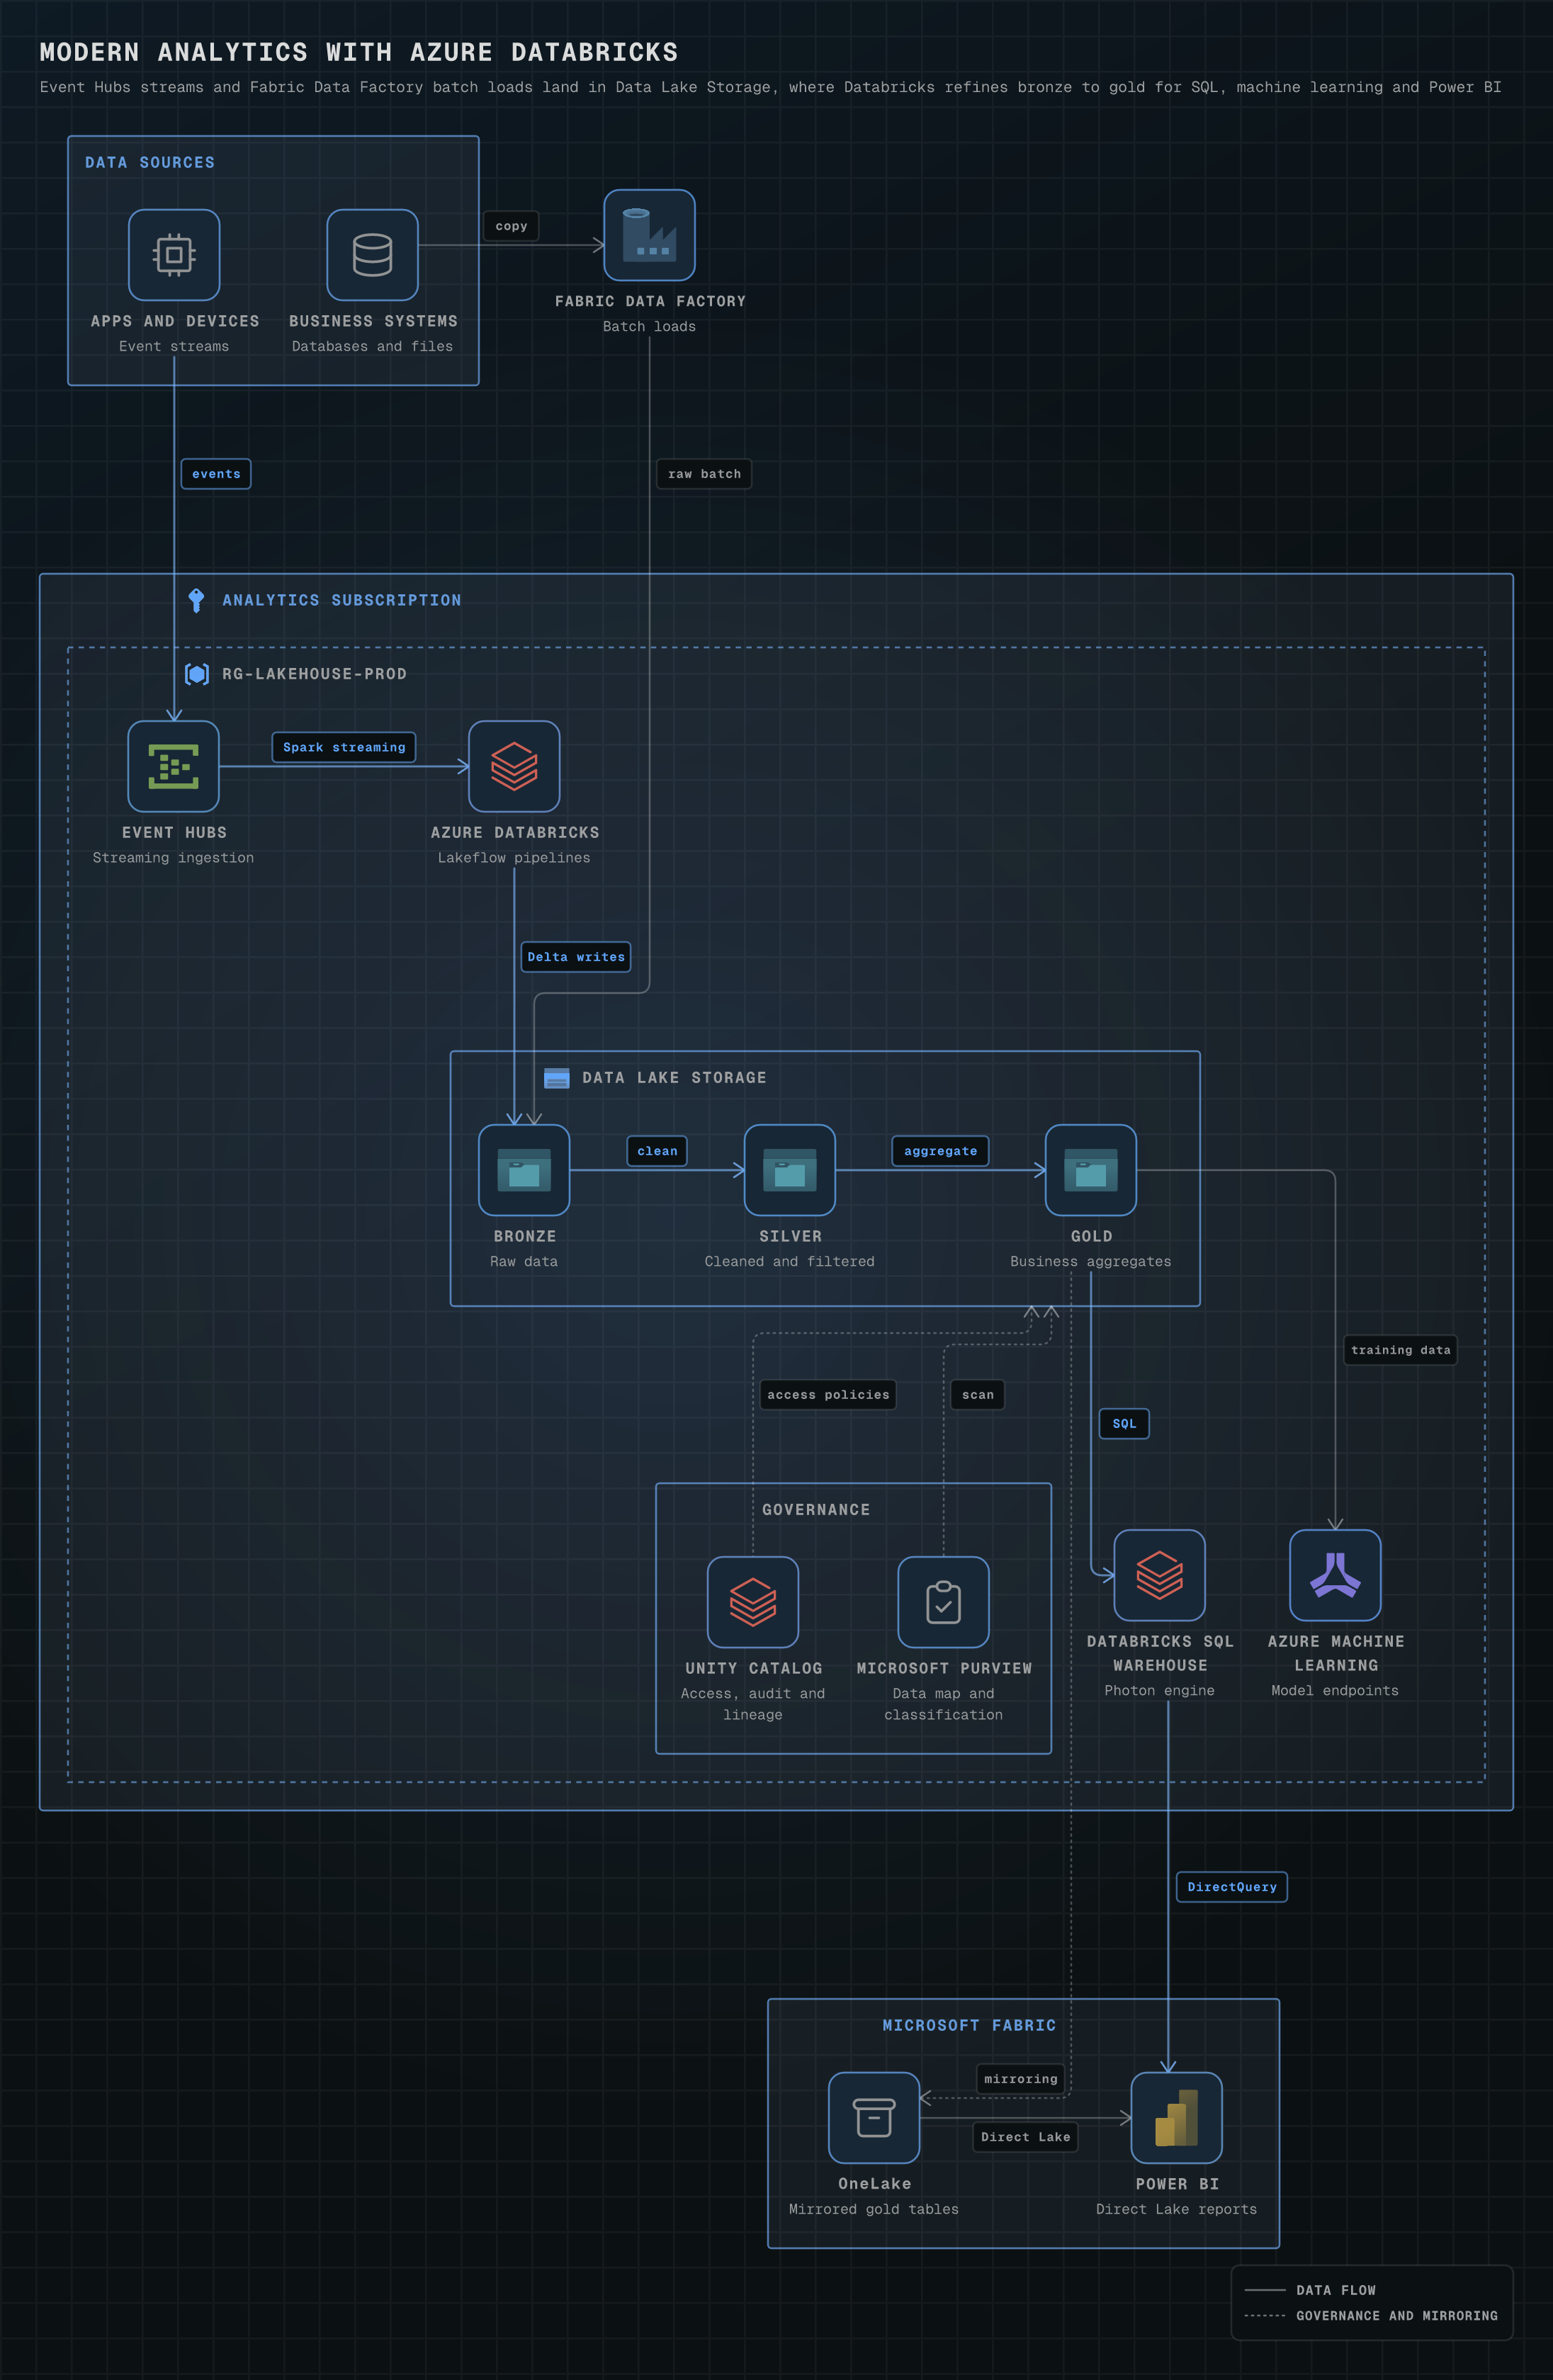 MODERN ANALYTICS WITH AZURE DATABRICKS
Event Hubs streams and Fabric Data Factory batch loads land in Data Lake Storage, where Databricks refines bronze to gold for SQL, machine learning and Power BI
DATA SOURCES
copy
APPS AND DEVICES
Event streams
BUSINESS SYSTEMS
Databases and files
FABRIC DATA FACTORY
Batch loads
events
raw batch
ANALYTICS SUBSCRIPTION
RG-LAKEHOUSE-PROD
Spark streaming
EVENT HUBS
Streaming ingestion
AZURE DATABRICKS
Lakeflow pipelines
Delta writes
DATA LAKE STORAGE
clean
aggregate
BRONZE
Raw data
SILVER
Cleaned and filtered
GOLD
Business aggregates
training data
access policies
scan
SQL
GOVERNANCE
UNITY CATALOG
Access, audit and
lineage
MICROSOFT PURVIEW
Data map and
classification
DATABRICKS SQL
WAREHOUSE
Photon engine
AZURE MACHINE
LEARNING
Model endpoints
DirectQuery
MICROSOFT FABRIC
mirroring
Direct Lake
OneLake
Mirrored gold tables
POWER BI
Direct Lake reports
DATA FLOW
GOVERNANCE AND MIRRORING